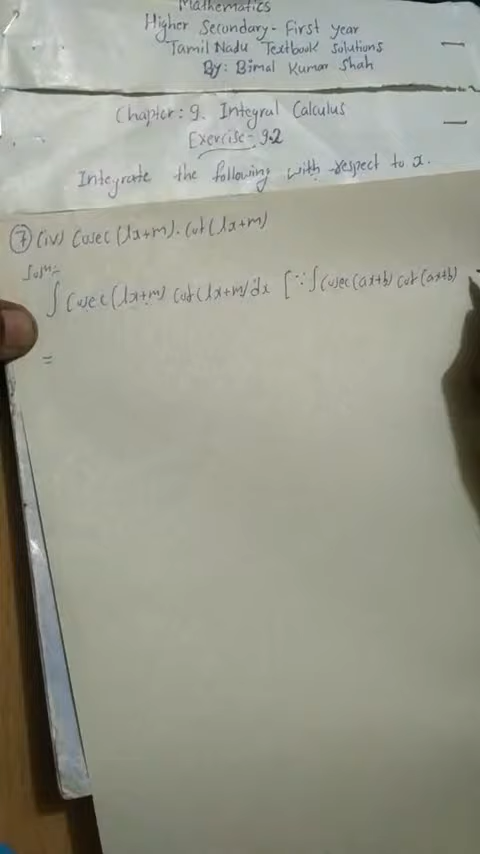 Mathematics
Higher Secondary - First year
Tamil Nadu Textbook Solutions
By: Bimal Kumar Shah
Chapter: 9. Integral Calculus
Exercise - 9.2
Integrate the following with respect to x.
⑦ (iv) Cosec (lx+m). Cot (lx+m)
Solⁿ:-
∫ Cosec (lx+m) Cot (lx+m) dx [∵ ∫ Cosec (ax+b) Cot (ax+b)
=